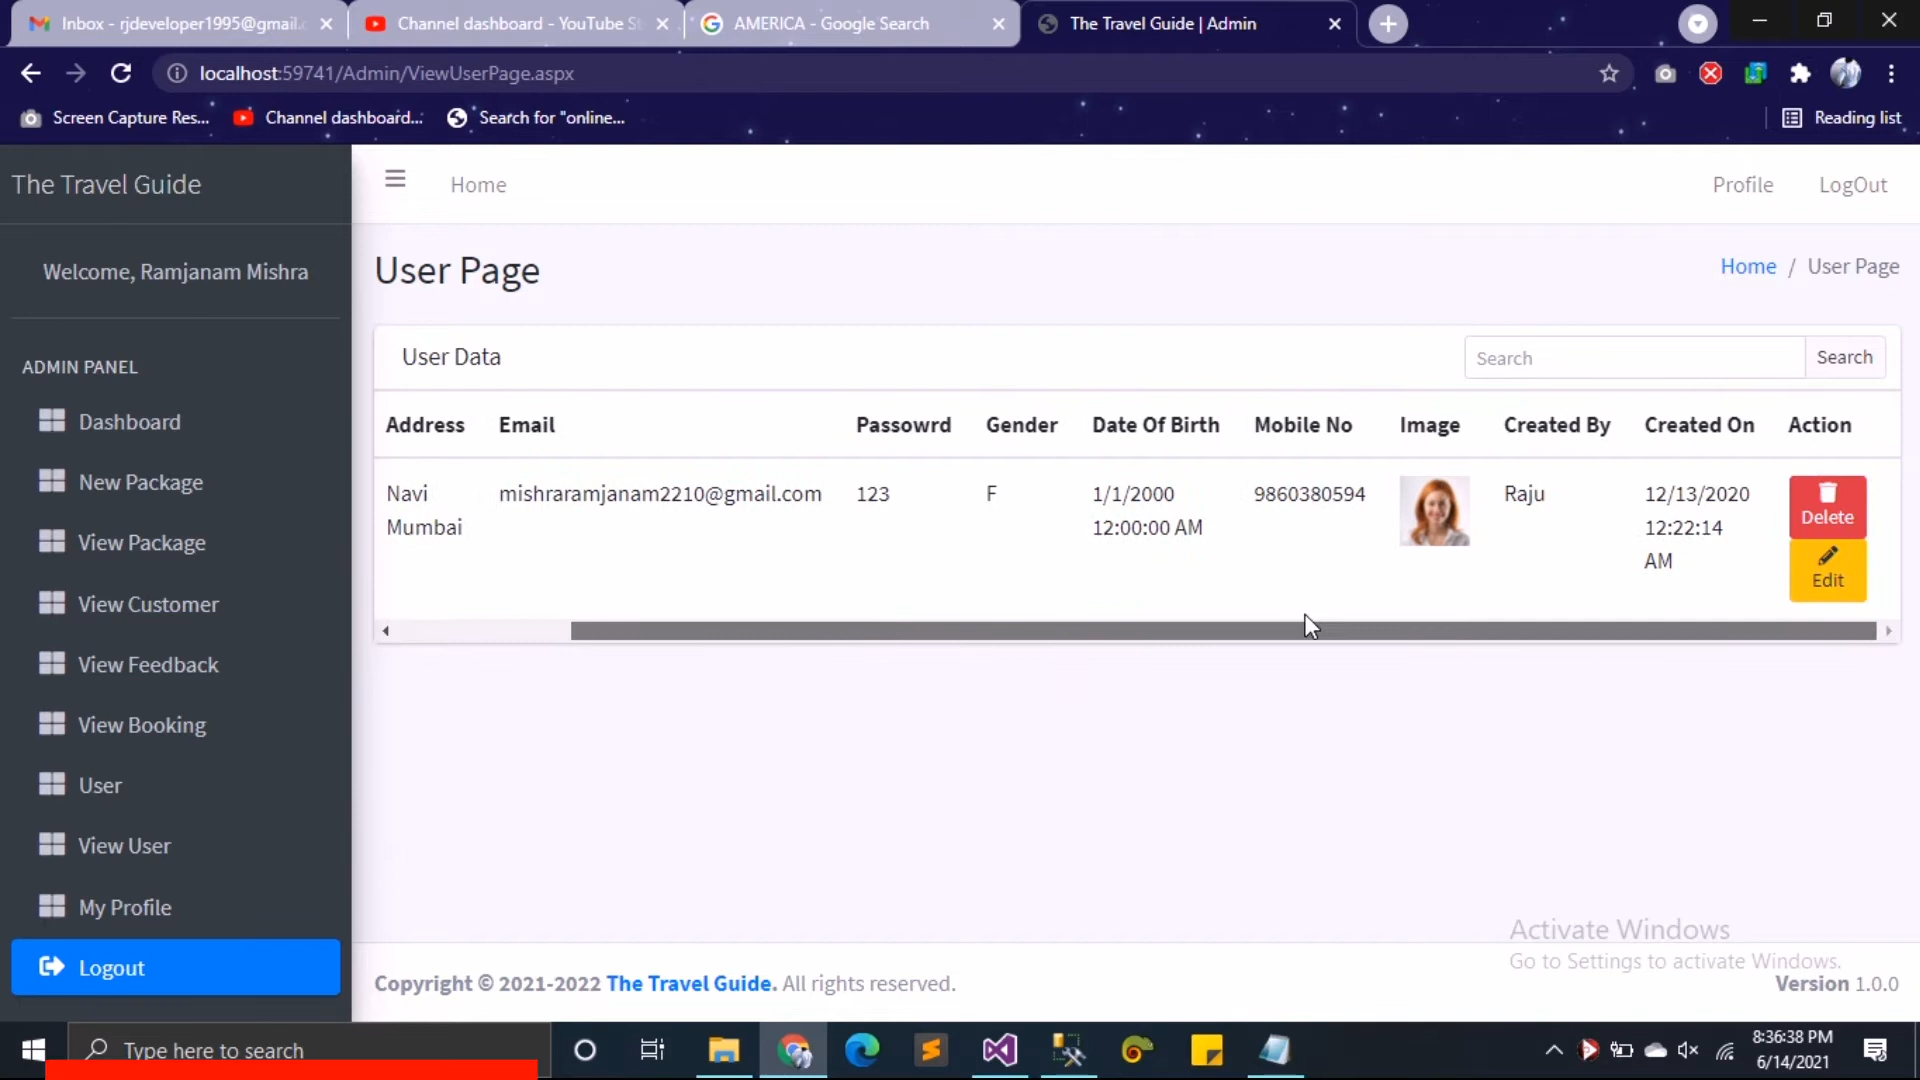 Inbox - rjdeveloper1995@gmail.c
Channel dashboard - YouTube St
AMERICA - Google Search
The Travel Guide | Admin
localhost:59741/Admin/ViewUserPage.aspx
Screen Capture Res...
Channel dashboard...
Search for "online...
Reading list
The Travel Guide
Home
Profile
LogOut
Welcome, Ramjanam Mishra
User Page
Home / User Page
ADMIN PANEL
Dashboard
New Package
View Package
View Customer
View Feedback
View Booking
User
View User
My Profile
Logout
User Data
Search
Search
Address Email Passowrd Gender Date Of Birth Mobile No Image Created By Created On Action
Navi mishraramjanam2210@gmail.com 123 F 1/1/2000 9860380594 Raju 12/13/2020
Mumbai 12:00:00 AM 12:22:14
AM
Delete
Edit
Activate Windows
Go to Settings to activate Windows.
Copyright © 2021-2022 The Travel Guide. All rights reserved.
Version 1.0.0
Type here to search
8:36:38 PM
6/14/2021